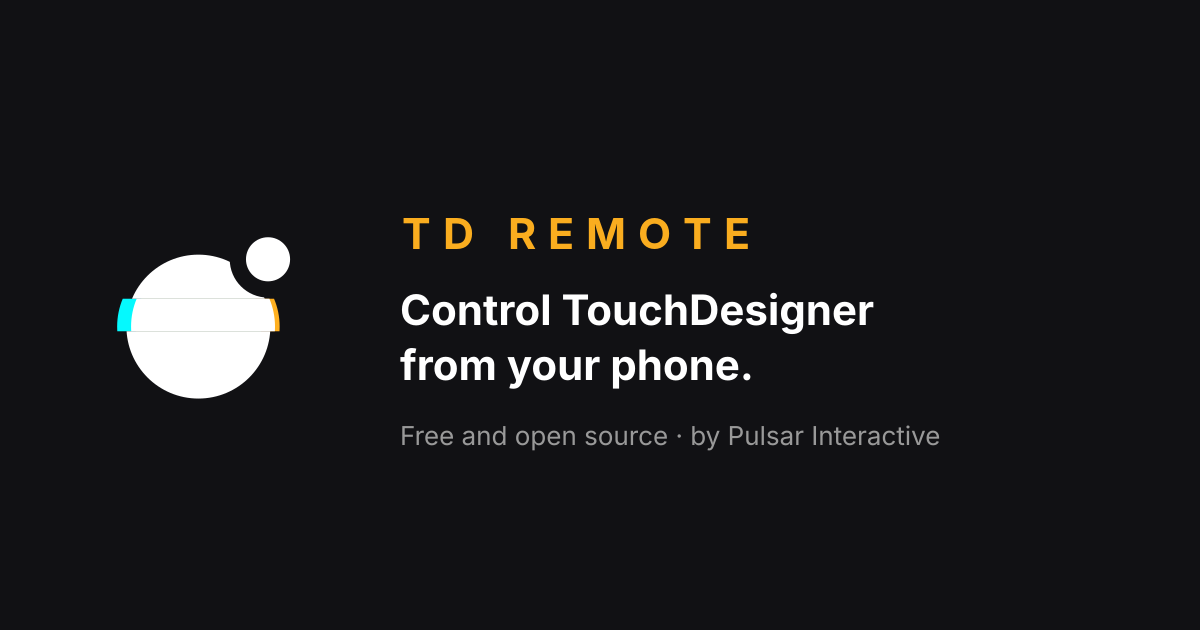 TD REMOTE
Control TouchDesigner
from your phone.
Free and open source · by Pulsar Interactive